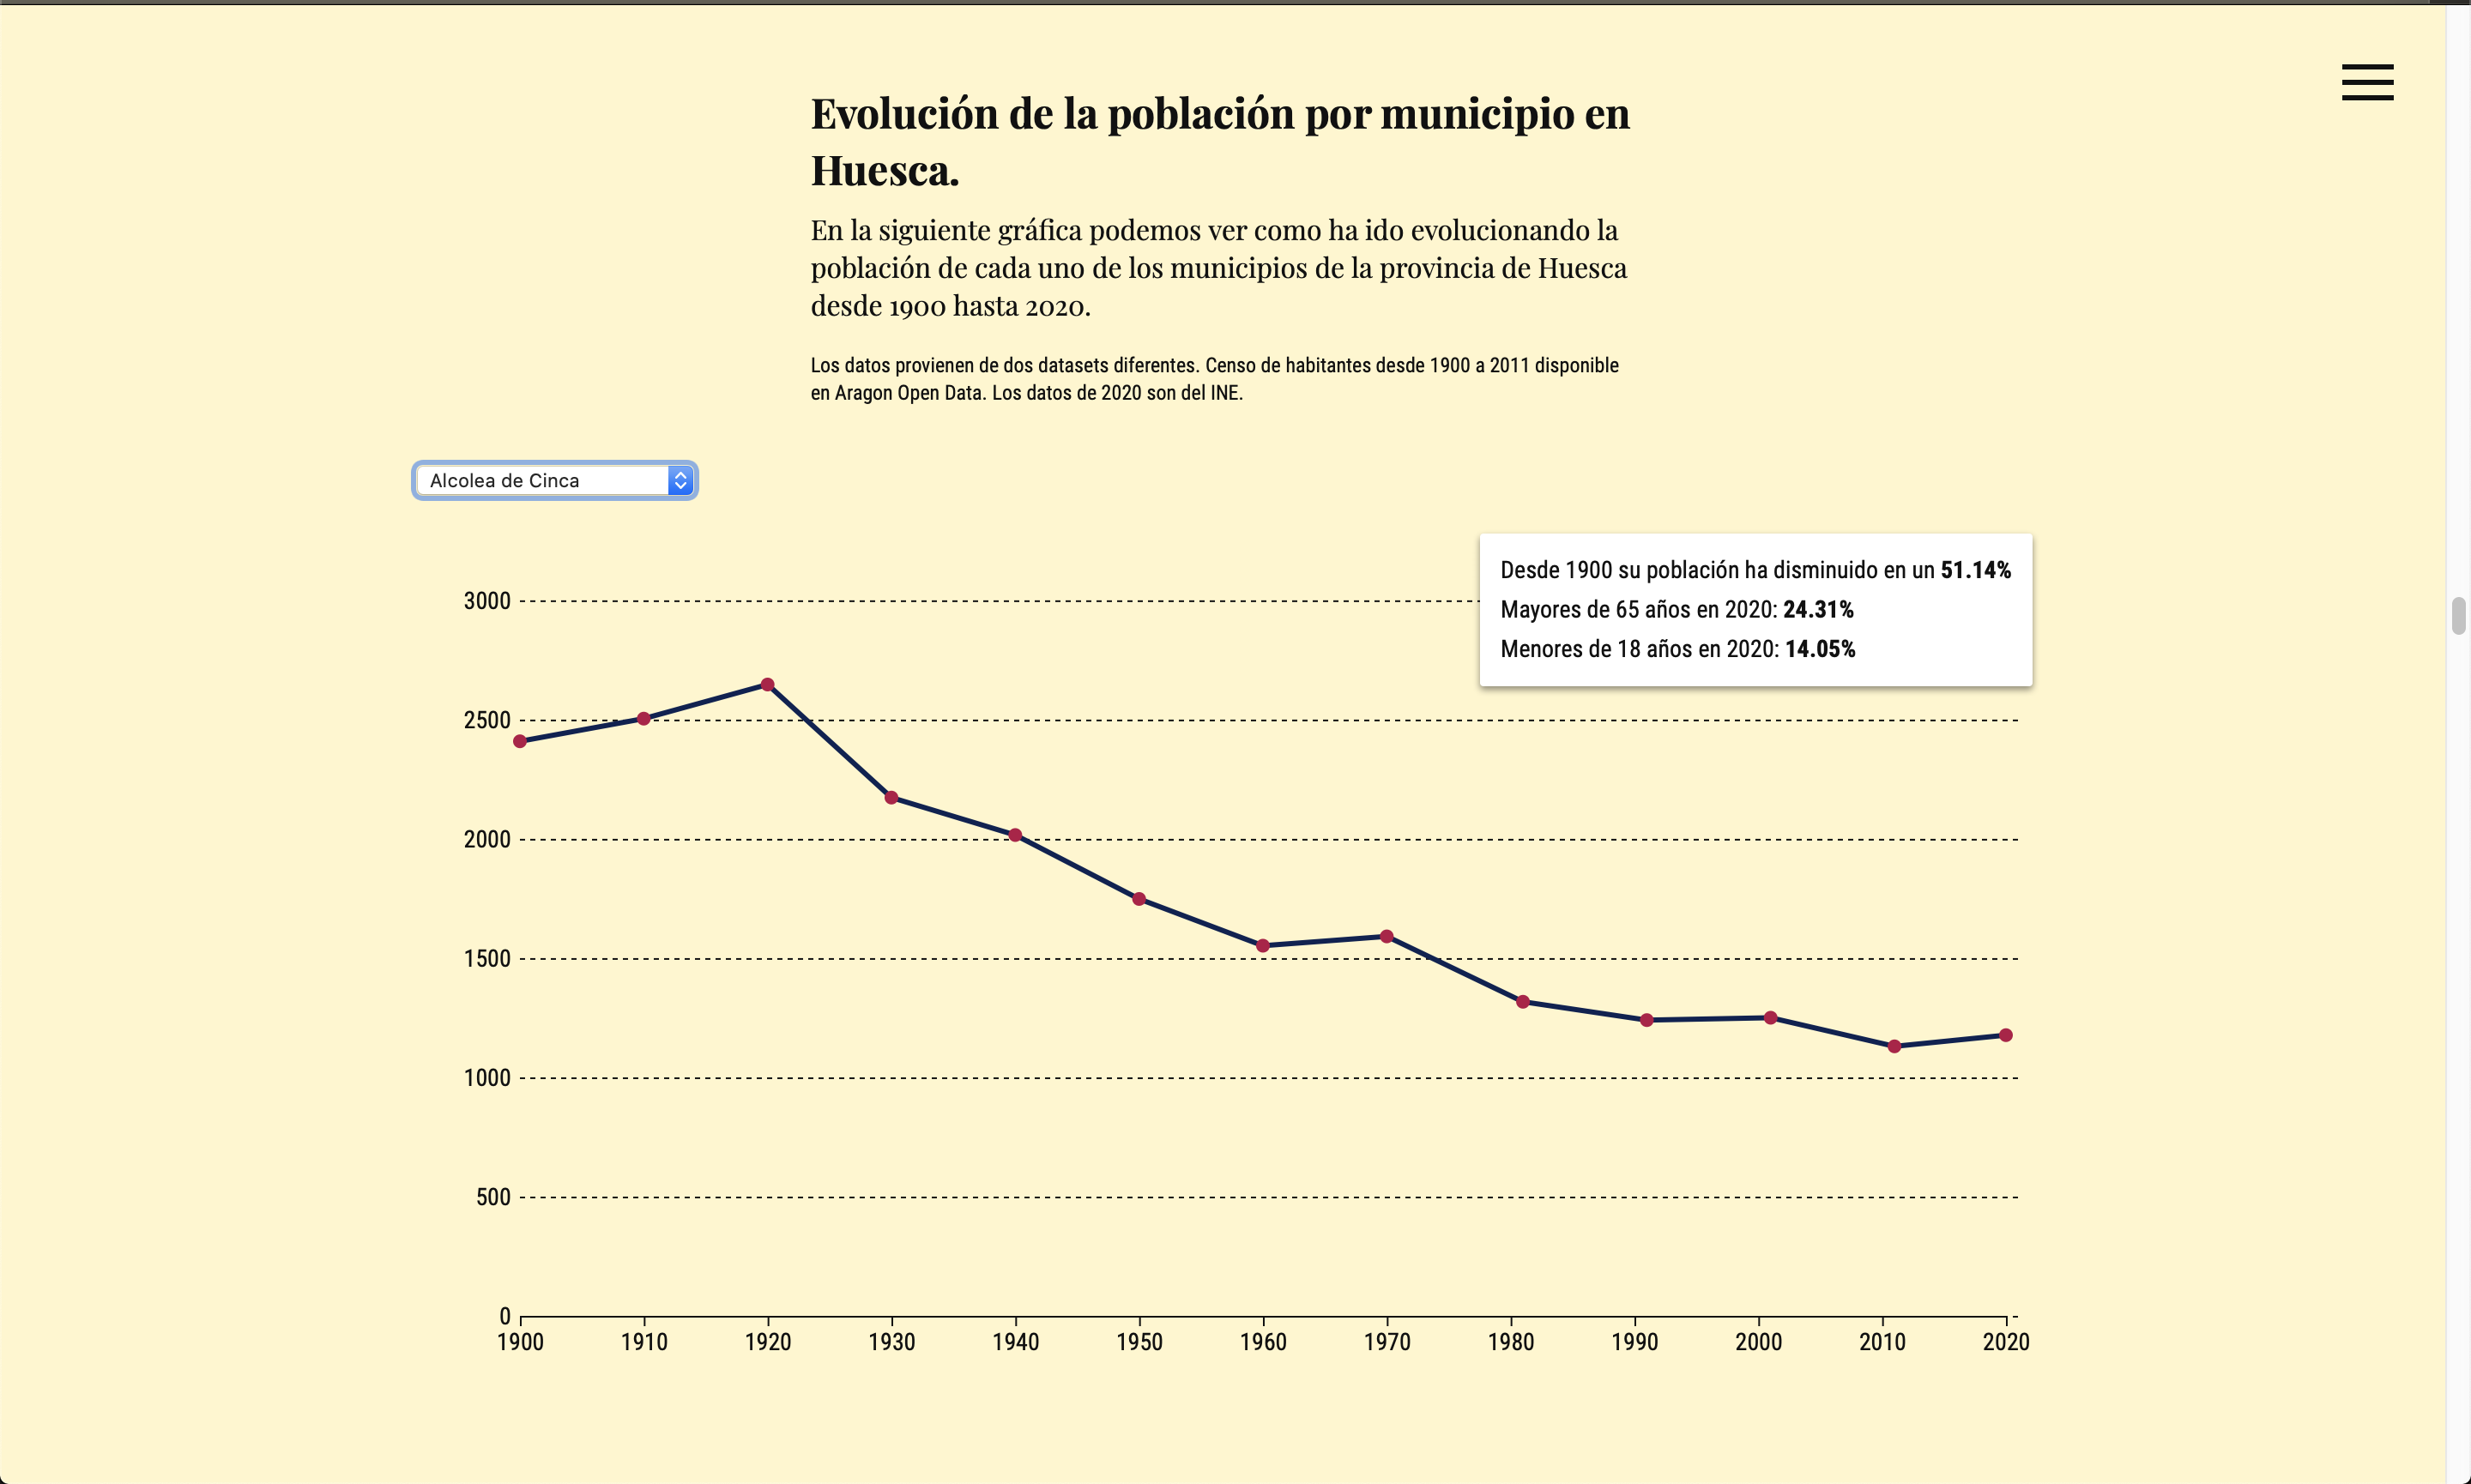 Evolución de la población por municipio en
Huesca.
En la siguiente gráfica podemos ver como ha ido evolucionando la
población de cada uno de los municipios de la provincia de Huesca
desde 1900 hasta 2020.
Los datos provienen de dos datasets diferentes. Censo de habitantes desde 1900 a 2011 disponible
en Aragon Open Data. Los datos de 2020 son del INE.
Alcolea de Cinca
Desde 1900 su población ha disminuido en un 51.14%
Mayores de 65 años en 2020: 24.31%
Menores de 18 años en 2020: 14.05%
3000
2500
2000
1500
1000
500
0
1900 1910 1920 1930 1940 1950 1960 1970 1980 1990 2000 2010 2020